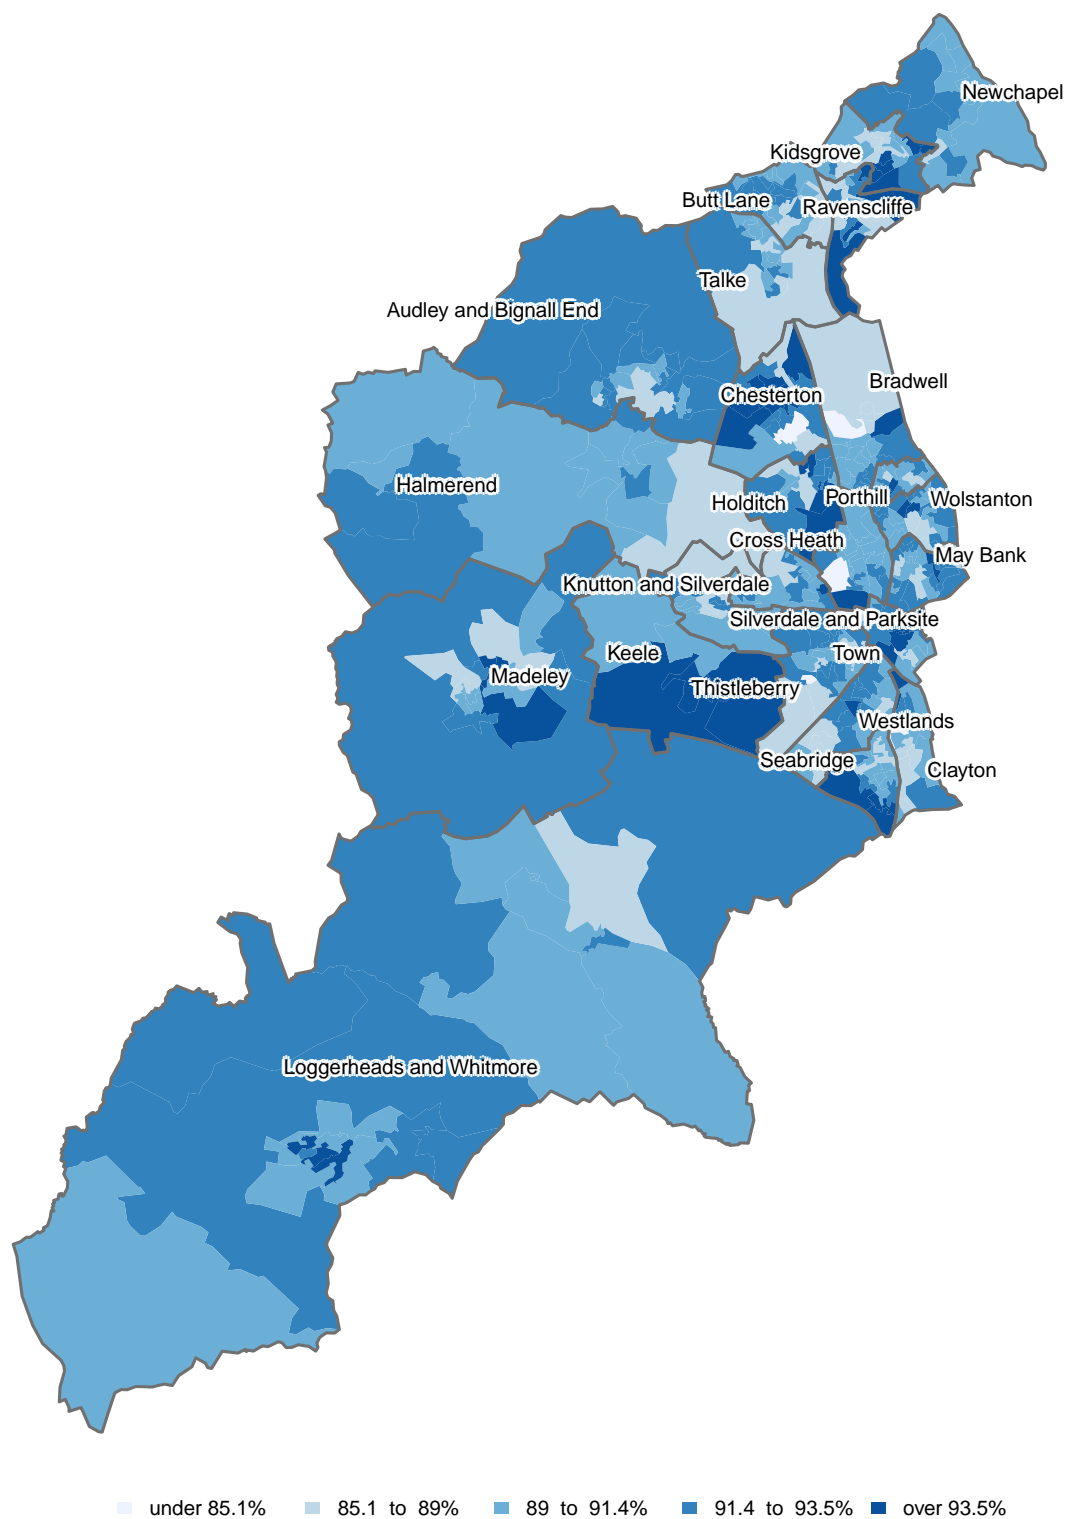 Newchapel
Kidsgrove
Butt Lane
Ravenscliffe
Talke
Audley and Bignall End
Bradwell
Chesterton
Halmerend
Holditch
Porthill
Wolstanton
Cross Heath
May Bank
Knutton and Silverdale
Silverdale and Parksite
Keele
Town
Madeley
Thistleberry
Westlands
Seabridge
Clayton
Loggerheads and Whitmore
under 85.1%
85.1 to 89%
89 to 91.4%
91.4 to 93.5%
over 93.5%